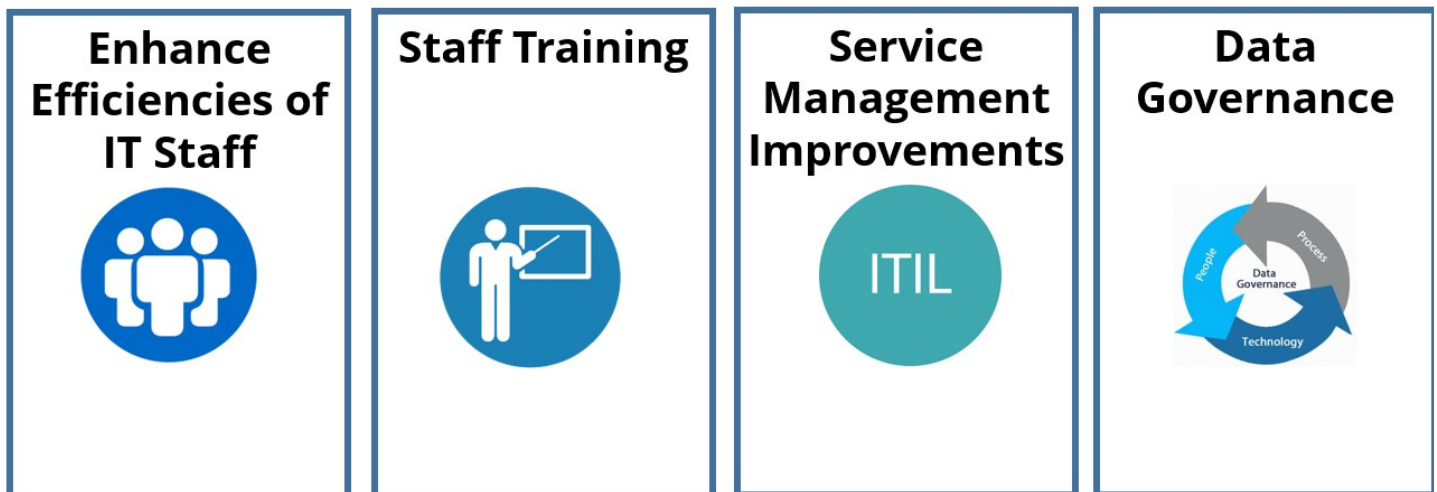 Enhance
Efficiencies of
IT Staff
Staff Training
Service
Management
Improvements
ITIL
Data
Governance
People
Process
Data
Governance
Technology